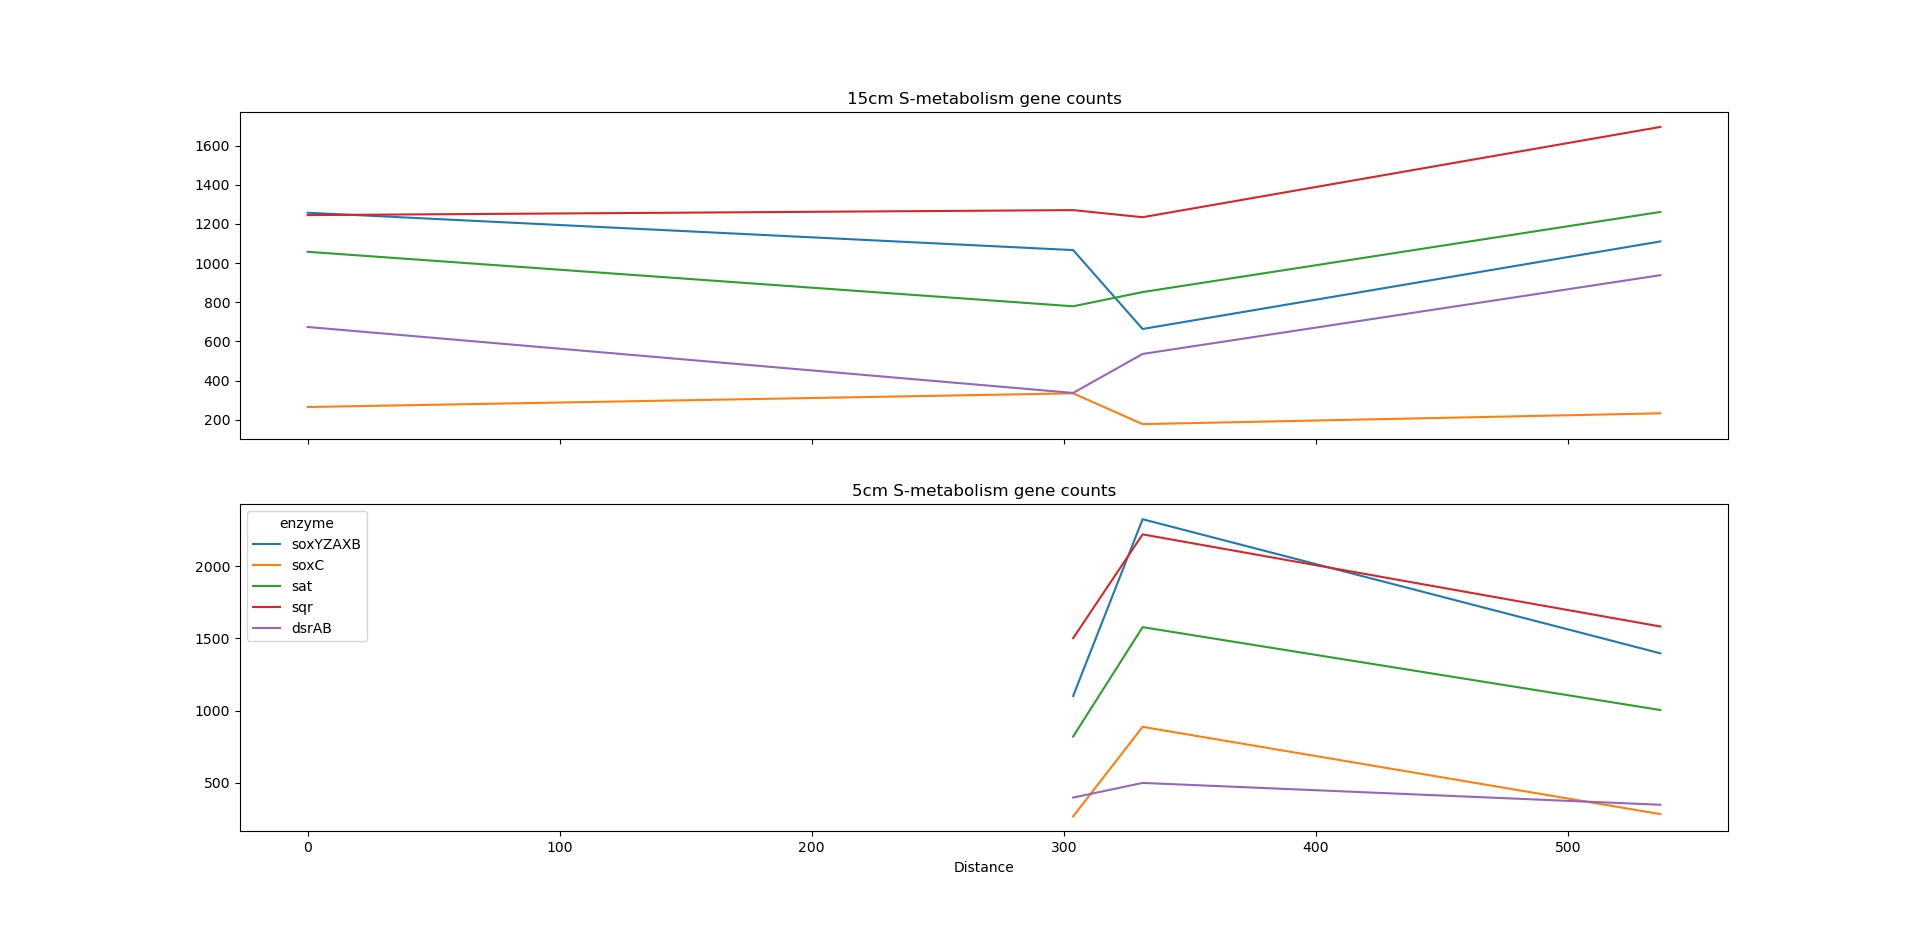 15cm S-metabolism gene counts
1600
1400
1200
1000
800
600
400
200
5cm S-metabolism gene counts
enzyme
soxYZAXB
soxC
sat
sqr
dsrAB
2000
1500
1000
500
0 100 200 300 400 500
Distance